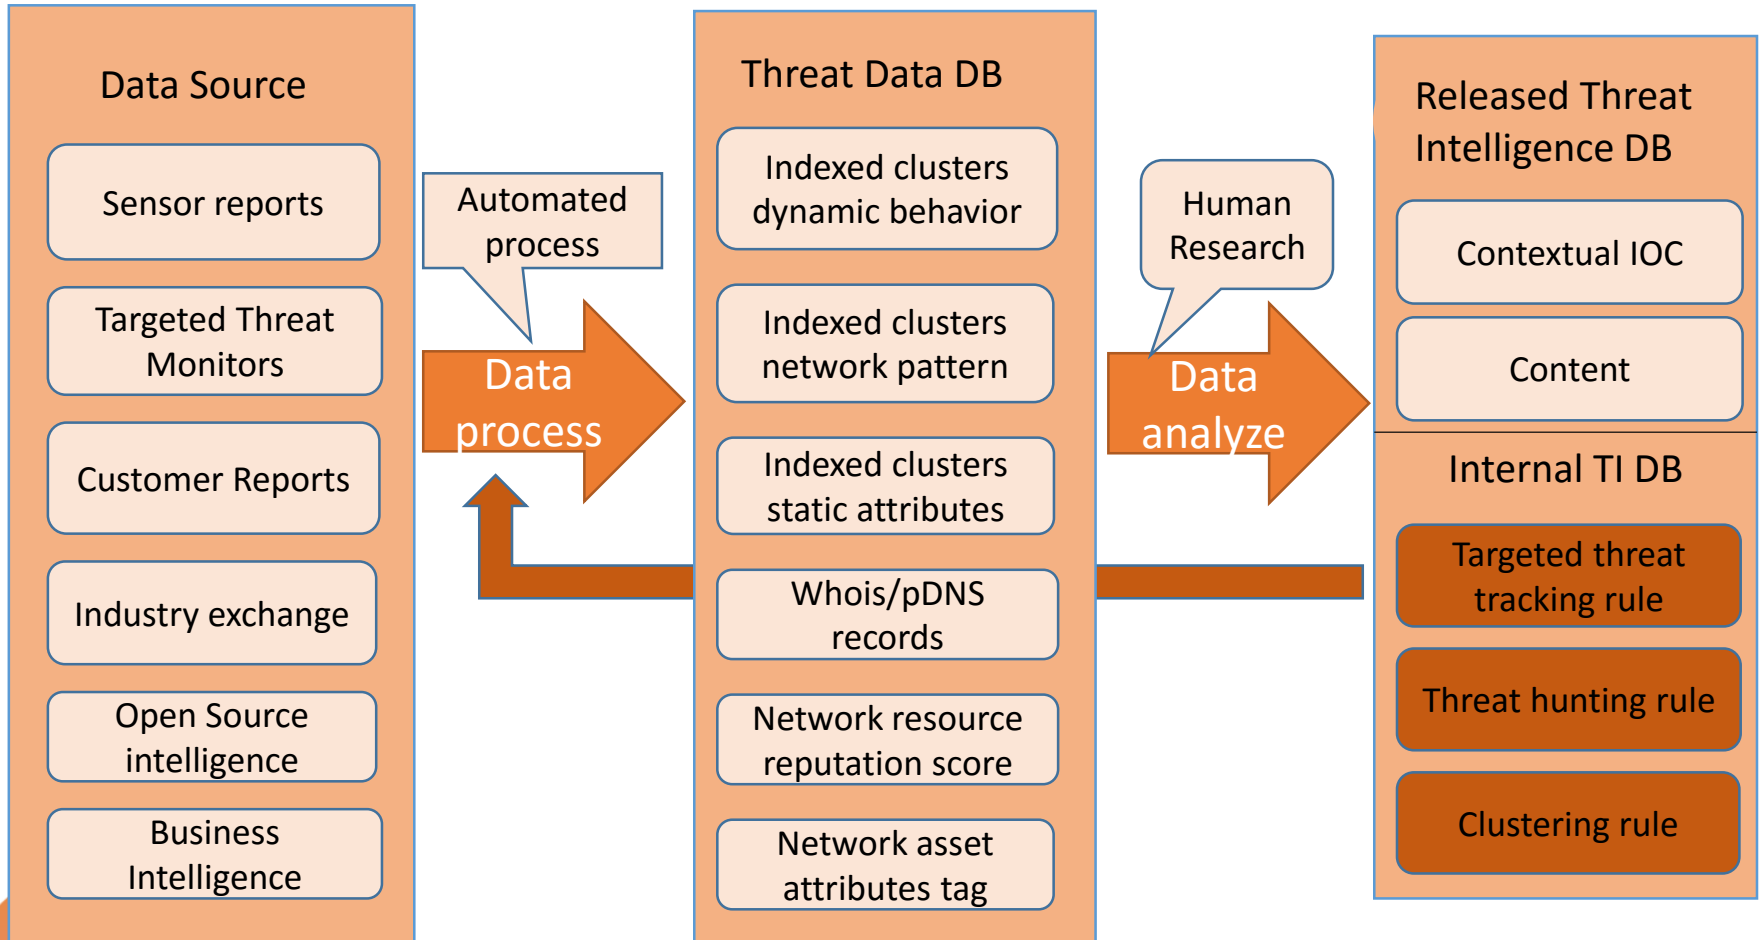 Data Source
Sensor reports
Targeted Threat
Monitors
Customer Reports
Industry exchange
Open Source
intelligence
Business
Intelligence
Automated
process
Data
process
Threat Data DB
Indexed clusters
dynamic behavior
Indexed clusters
network pattern
Indexed clusters
static attributes
Whois/pDNS
records
Network resource
reputation score
Network asset
attributes tag
Human
Research
Data
analyze
Released Threat
Intelligence DB
Contextual IOC
Content
Internal TI DB
Targeted threat
tracking rule
Threat hunting rule
Clustering rule